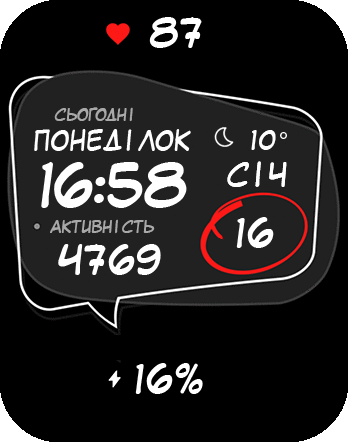 87
СЬОГОДНІ
ПОНЕДІЛОК
10°
16:58
СІЧ
АКТИВНІСТЬ
16
4769
16%